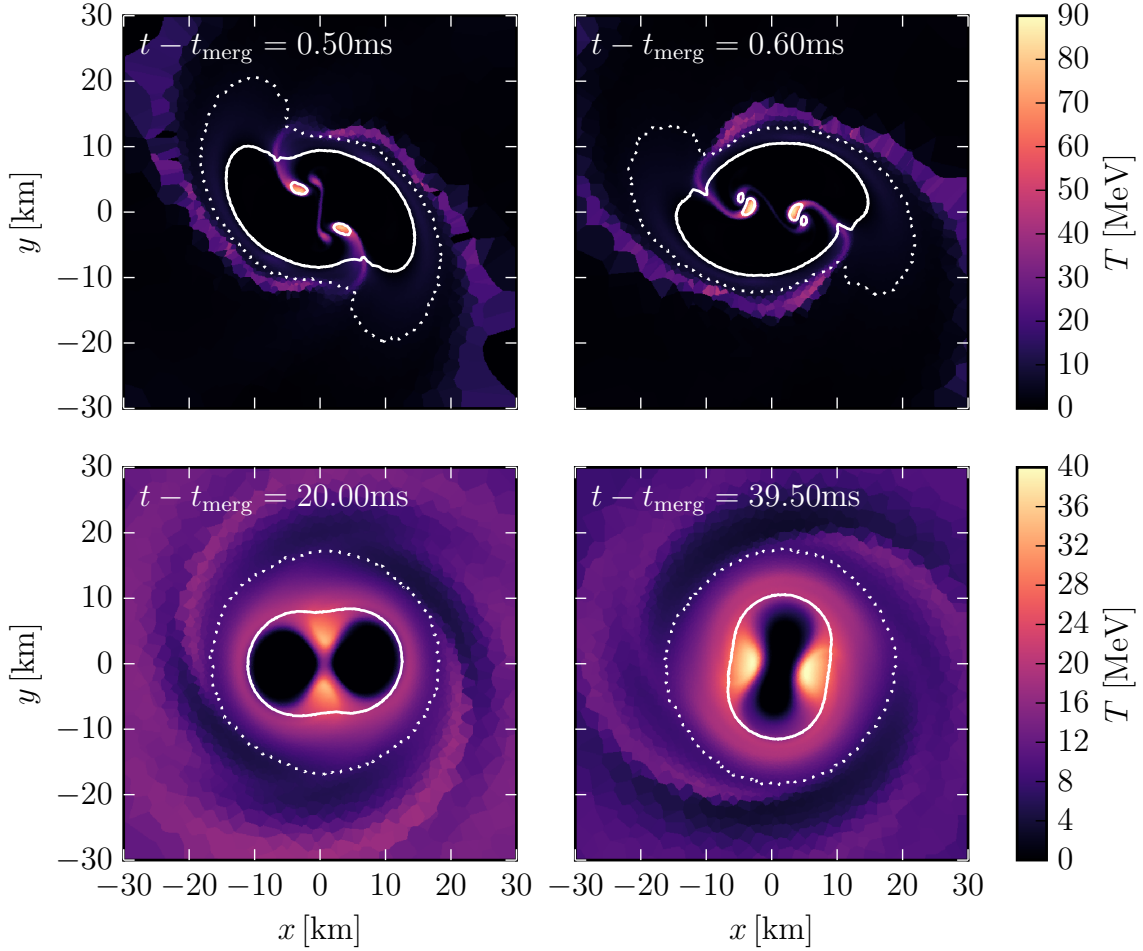 t − t_merg = 0.50ms
t − t_merg = 0.60ms
30
20
10
0
−10
−20
−30
y [km]
90
80
70
60
50
40
30
20
10
0
T [MeV]
t − t_merg = 20.00ms
t − t_merg = 39.50ms
30
20
10
0
−10
−20
−30
y [km]
40
36
32
28
24
20
16
12
8
4
0
T [MeV]
−30 −20 −10 0 10 20 30
−30 −20 −10 0 10 20 30
x [km]
x [km]